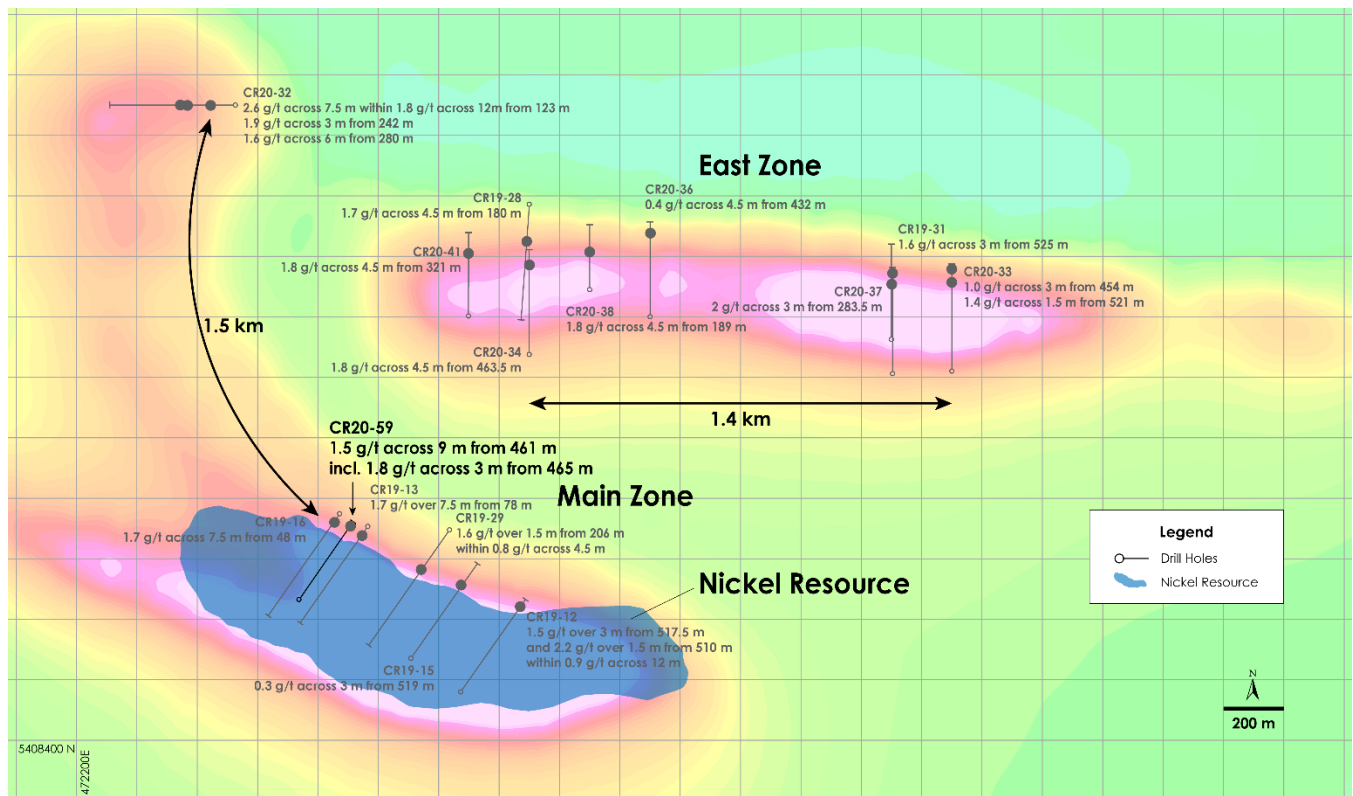 CR20-32
2.6 g/t across 7.5 m within 1.8 g/t across 12m from 123 m
1.9 g/t across 3 m from 242 m
1.6 g/t across 6 m from 280 m
East Zone
CR19-28
1.7 g/t across 4.5 m from 180 m
CR20-36
0.4 g/t across 4.5 m from 432 m
CR19-31
1.6 g/t across 3 m from 525 m
CR20-41
1.8 g/t across 4.5 m from 321 m
CR20-33
1.0 g/t across 3 m from 454 m
1.4 g/t across 1.5 m from 521 m
CR20-37
2 g/t across 3 m from 283.5 m
CR20-38
1.8 g/t across 4.5 m from 189 m
CR20-34
1.8 g/t across 4.5 m from 463.5 m
1.5 km
1.4 km
CR20-59
1.5 g/t across 9 m from 461 m
incl. 1.8 g/t across 3 m from 465 m
Main Zone
CR19-13
1.7 g/t over 7.5 m from 78 m
CR19-16
1.7 g/t across 7.5 m from 48 m
CR19-29
1.6 g/t over 1.5 m from 206 m
within 0.8 g/t across 4.5 m
Nickel Resource
CR19-12
1.5 g/t over 3 m from 517.5 m
and 2.2 g/t over 1.5 m from 510 m
within 0.9 g/t across 12 m
CR19-15
0.3 g/t across 3 m from 519 m
Legend
Drill Holes
Nickel Resource
N
200 m
5408400 N
472200E